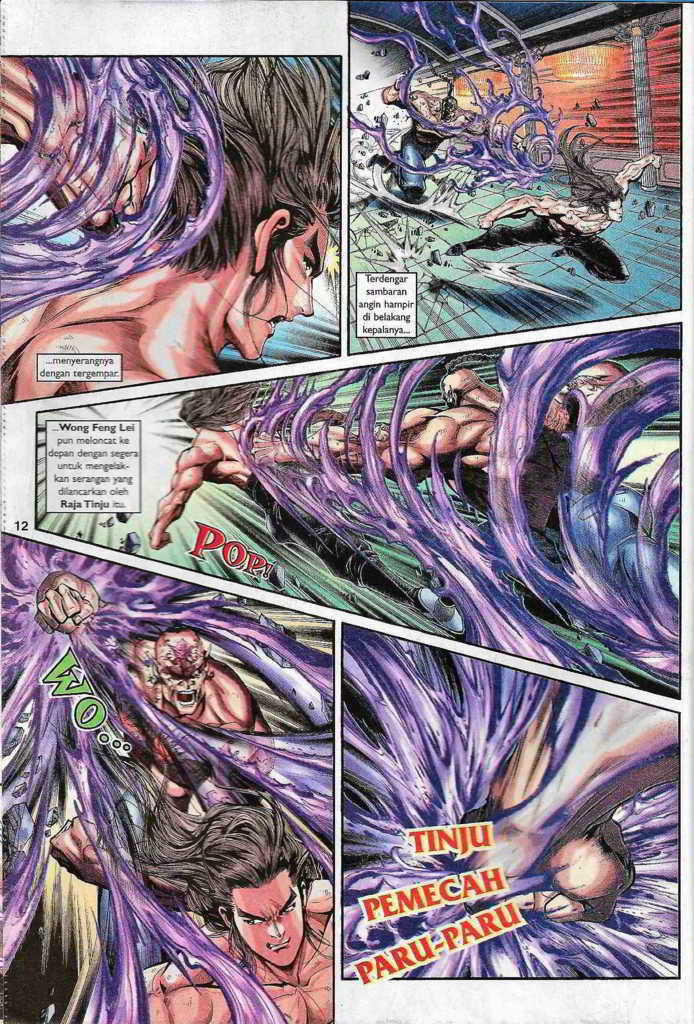 Terdengar
sambaran
angin hampir
di belakang
kepalanya...
...menyerangnya
dengan tergempar.
...Wong Feng Lei
pun meloncat ke
depan dengan segera
untuk mengelak-
kan serangan yang
dilancarkan oleh
Raja Tinju itu.
12
POP!
WO...
TINJU
PEMECAH
PARU-PARU